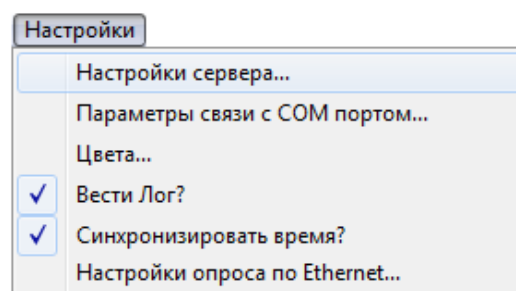 Настройки
Настройки сервера...
Параметры связи с COM портом...
Цвета...
Вести Лог?
Синхронизировать время?
Настройки опроса по Ethernet...